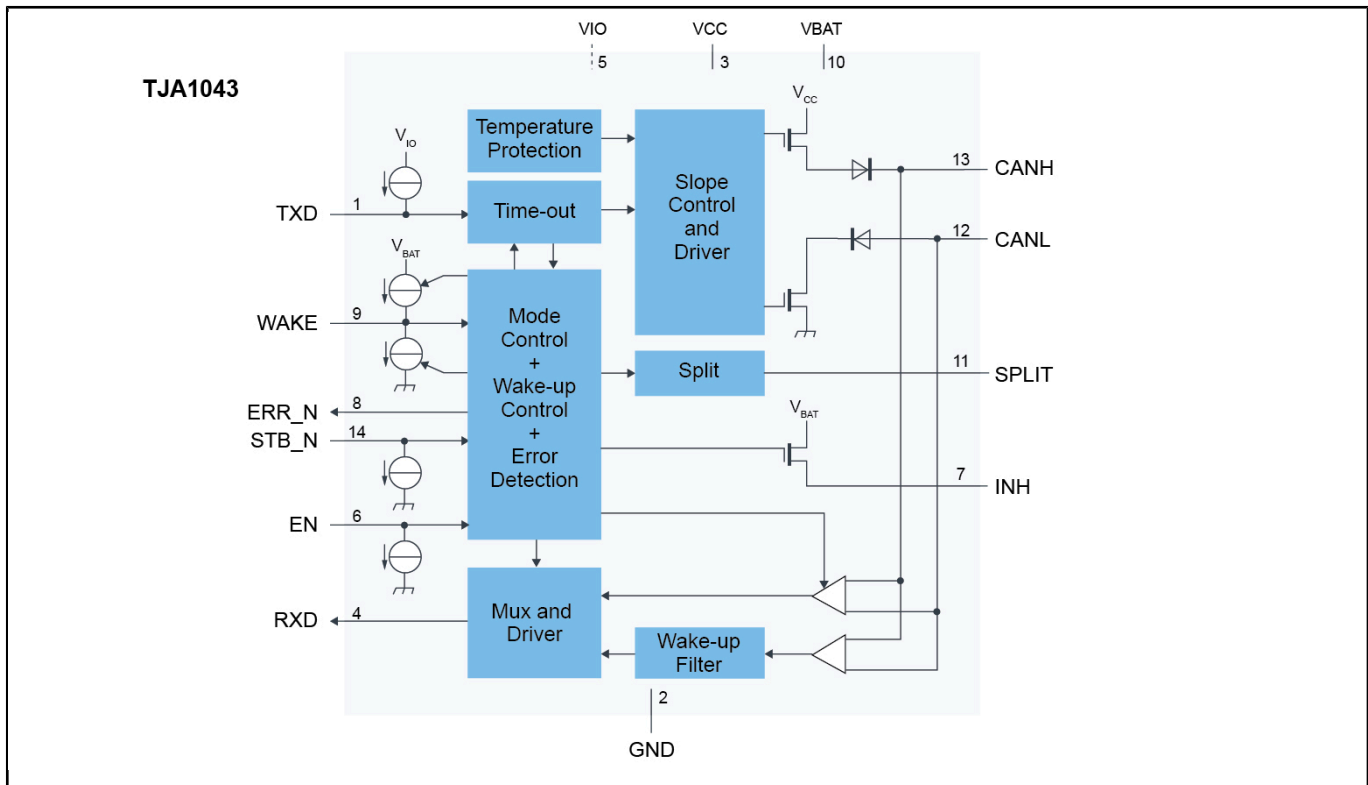 VIO
VCC
VBAT
5
3
10
TJA1043
VCC
Temperature
Protection
VIO
Slope
Control
and
Driver
13
CANH
TXD
1
Time-out
12
CANL
VBAT
WAKE
9
Mode
Control
+
Wake-up
Control
+
Error
Detection
Split
11
SPLIT
ERR_N
8
VBAT
STB_N
14
7
INH
EN
6
RXD
4
Mux and
Driver
Wake-up
Filter
2
GND